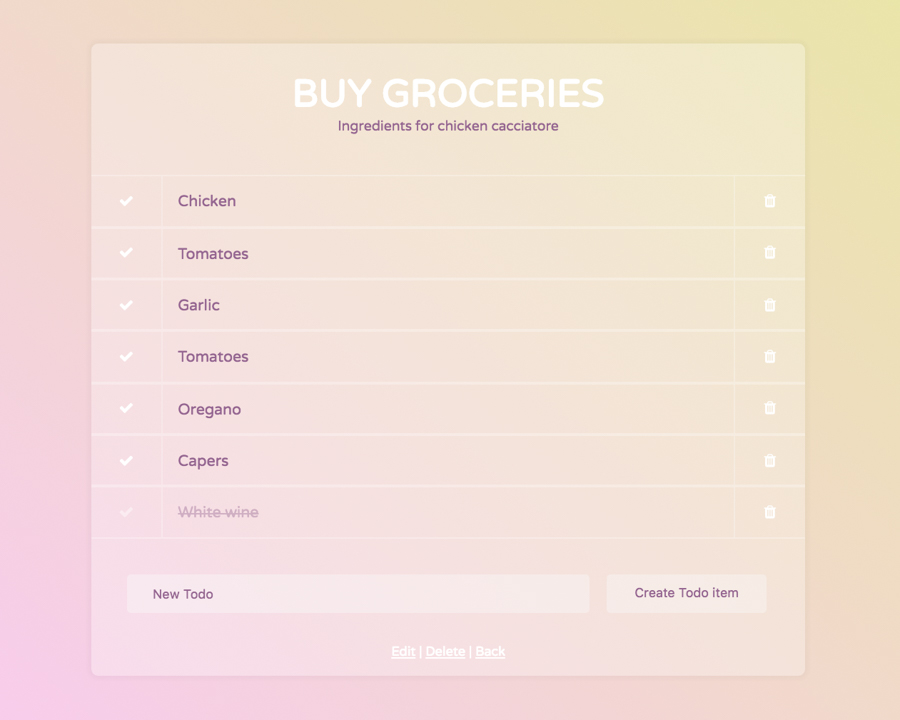 BUY GROCERIES
Ingredients for chicken cacciatore
Chicken
Tomatoes
Garlic
Tomatoes
Oregano
Capers
White wine
New Todo
Create Todo item
Edit | Delete | Back